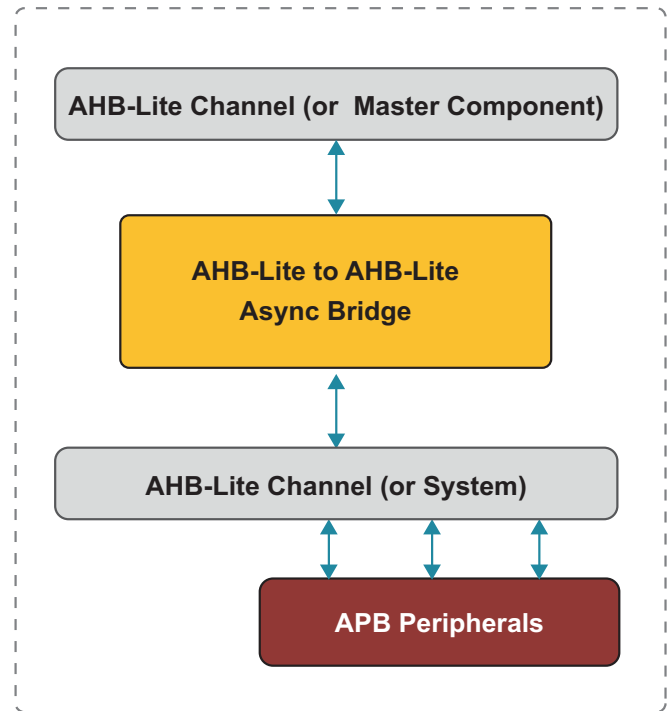 AHB-Lite Channel (or Master Component)
AHB-Lite to AHB-Lite
Async Bridge
AHB-Lite Channel (or System)
APB Peripherals